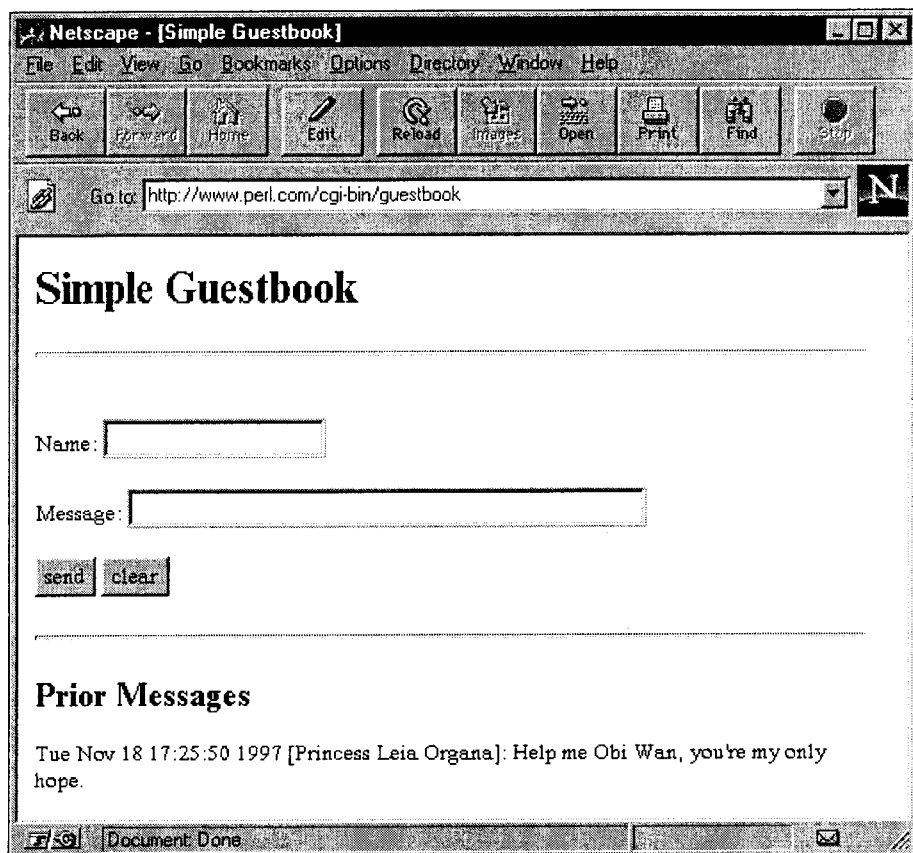 Netscape - [Simple Guestbook]
File Edit View Go Bookmarks Options Directory Window Help
Back Forward Home Edit Reload Images Open Print Find Stop
Go to: http://www.perl.com/cgi-bin/guestbook
N
Simple Guestbook
Name:
Message:
send clear
Prior Messages
Tue Nov 18 17:25:50 1997 [Princess Leia Organa]: Help me Obi Wan, you're my only
hope.
Document: Done